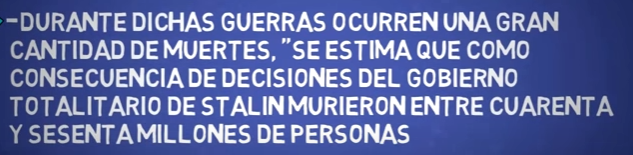 -DURANTE DICHAS GUERRAS OCURREN UNA GRAN
CANTIDAD DE MUERTES, "SE ESTIMA QUE COMO
CONSECUENCIA DE DECISIONES DEL GOBIERNO
TOTALITARIO DE STALIN MURIERON ENTRE CUARENTA
Y SESENTA MILLONES DE PERSONAS